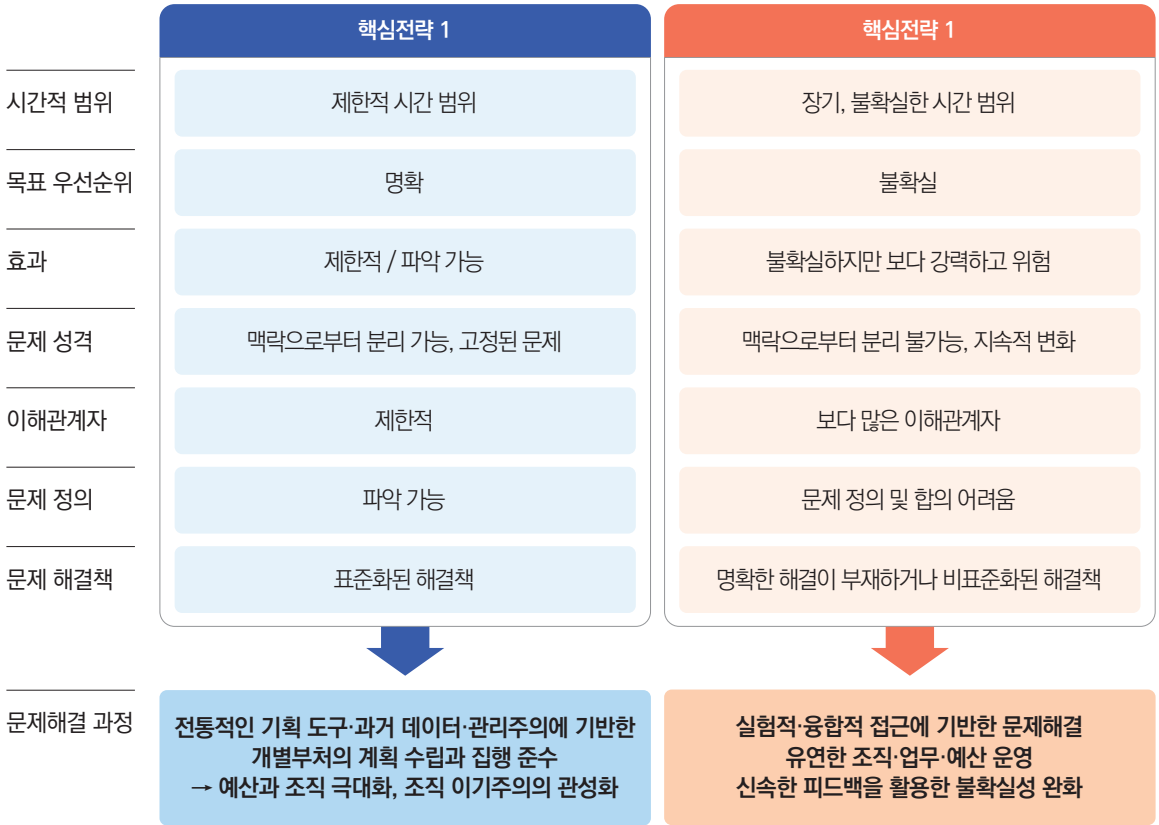 핵심전략 1
핵심전략 1
시간적 범위
제한적 시간 범위
장기, 불확실한 시간 범위
목표 우선순위
명확
불확실
효과
제한적 / 파악 가능
불확실하지만 보다 강력하고 위험
문제 성격
맥락으로부터 분리 가능, 고정된 문제
맥락으로부터 분리 불가능, 지속적 변화
이해관계자
제한적
보다 많은 이해관계자
문제 정의
파악 가능
문제 정의 및 합의 어려움
문제 해결책
표준화된 해결책
명확한 해결이 부재하거나 비표준화된 해결책
문제해결 과정
전통적인 기획 도구·과거 데이터·관리주의에 기반한
개별부처의 계획 수립과 집행 준수
→ 예산과 조직 극대화, 조직 이기주의의 관성화
실험적·융합적 접근에 기반한 문제해결
유연한 조직·업무·예산 운영
신속한 피드백을 활용한 불확실성 완화